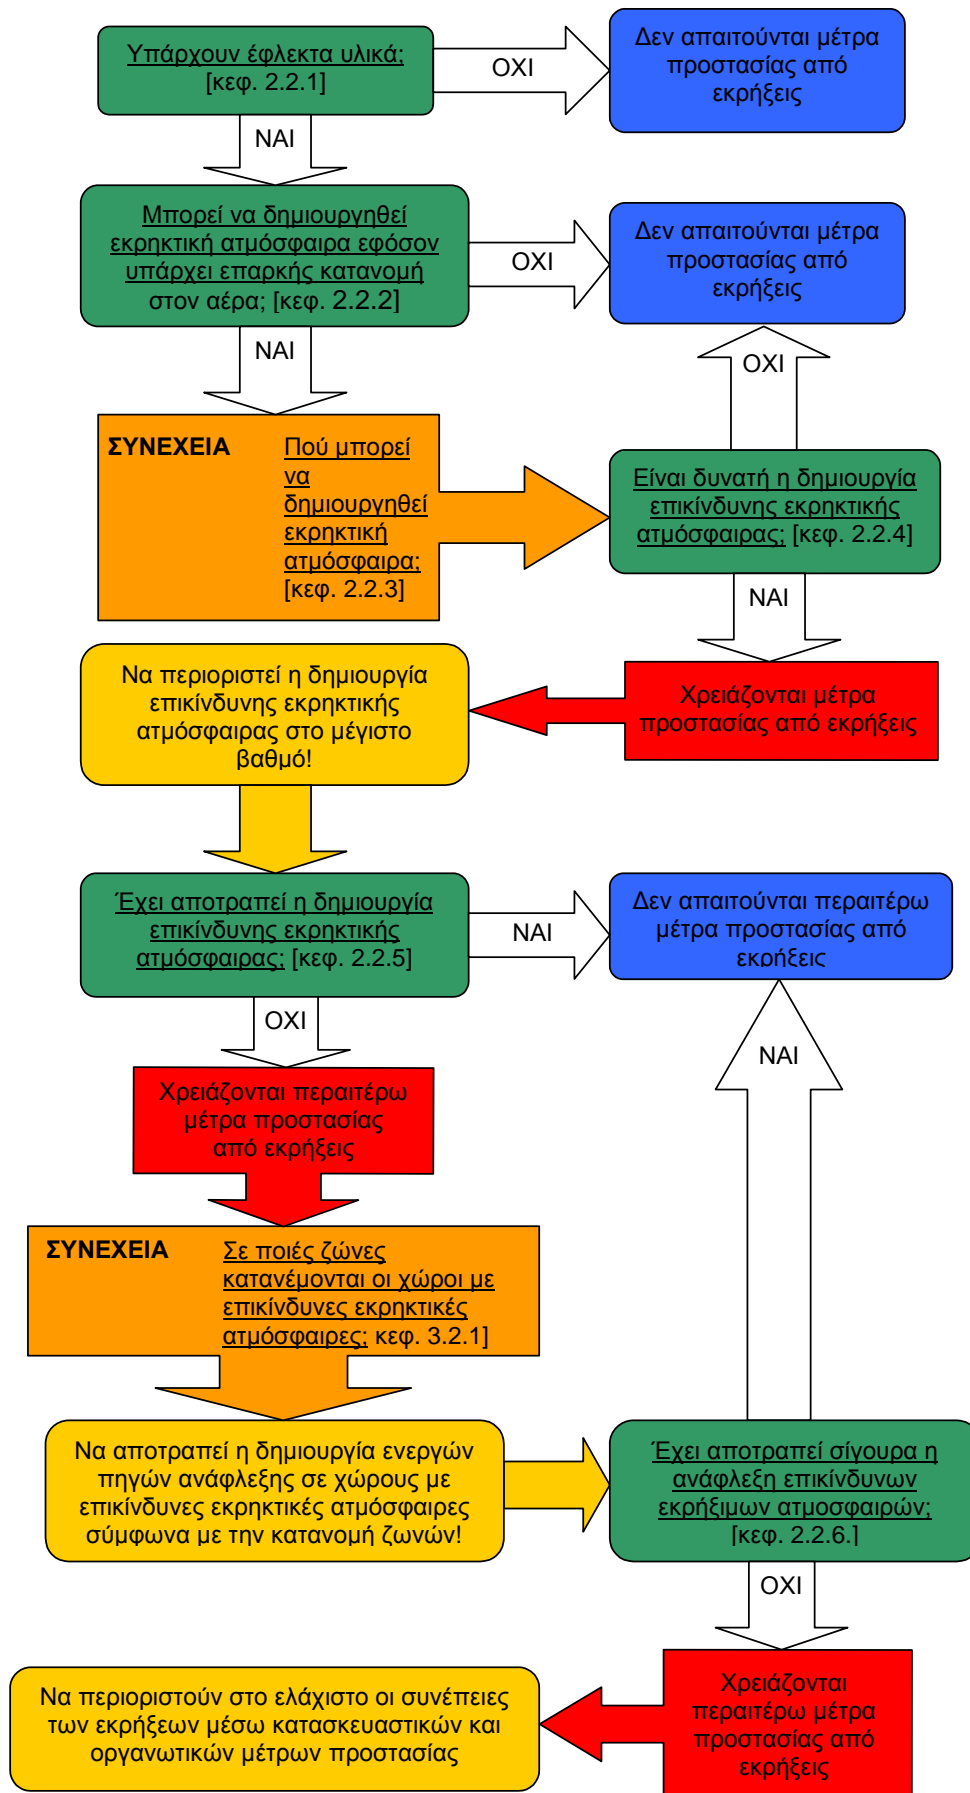 Υπάρχουν έφλεκτα υλικά;
[κεφ. 2.2.1]
ΟΧΙ
Δεν απαιτούνται μέτρα
προστασίας από
εκρήξεις
ΝΑΙ
Μπορεί να δημιουργηθεί
εκρηκτική ατμόσφαιρα εφόσον
υπάρχει επαρκής κατανομή
στον αέρα; [κεφ. 2.2.2]
ΟΧΙ
Δεν απαιτούνται μέτρα
προστασίας από
εκρήξεις
ΝΑΙ
ΟΧΙ
ΣΥΝΕΧΕΙΑ
Πού μπορεί
να
δημιουργηθεί
εκρηκτική
ατμόσφαιρα;
[κεφ. 2.2.3]
Είναι δυνατή η δημιουργία
επικίνδυνης εκρηκτικής
ατμόσφαιρας; [κεφ. 2.2.4]
ΝΑΙ
Χρειάζονται μέτρα
προστασίας από εκρήξεις
Να περιοριστεί η δημιουργία
επικίνδυνης εκρηκτικής
ατμόσφαιρας στο μέγιστο
βαθμό!
Έχει αποτραπεί η δημιουργία
επικίνδυνης εκρηκτικής
ατμόσφαιρας; [κεφ. 2.2.5]
ΝΑΙ
Δεν απαιτούνται περαιτέρω
μέτρα προστασίας από
εκρήξεις
ΟΧΙ
Χρειάζονται περαιτέρω
μέτρα προστασίας
από εκρήξεις
ΝΑΙ
ΣΥΝΕΧΕΙΑ
Σε ποιές ζώνες
κατανέμονται οι χώροι με
επικίνδυνες εκρηκτικές
ατμόσφαιρες; κεφ. 3.2.1]
Να αποτραπεί η δημιουργία ενεργών
πηγών ανάφλεξης σε χώρους με
επικίνδυνες εκρηκτικές ατμόσφαιρες
σύμφωνα με την κατανομή ζωνών!
Έχει αποτραπεί σίγουρα η
ανάφλεξη επικίνδυνων
εκρήξιμων ατμοσφαιρών;
[κεφ. 2.2.6.]
ΟΧΙ
Χρειάζονται
περαιτέρω μέτρα
προστασίας από
εκρήξεις
Να περιοριστούν στο ελάχιστο οι συνέπειες
των εκρήξεων μέσω κατασκευαστικών και
οργανωτικών μέτρων προστασίας